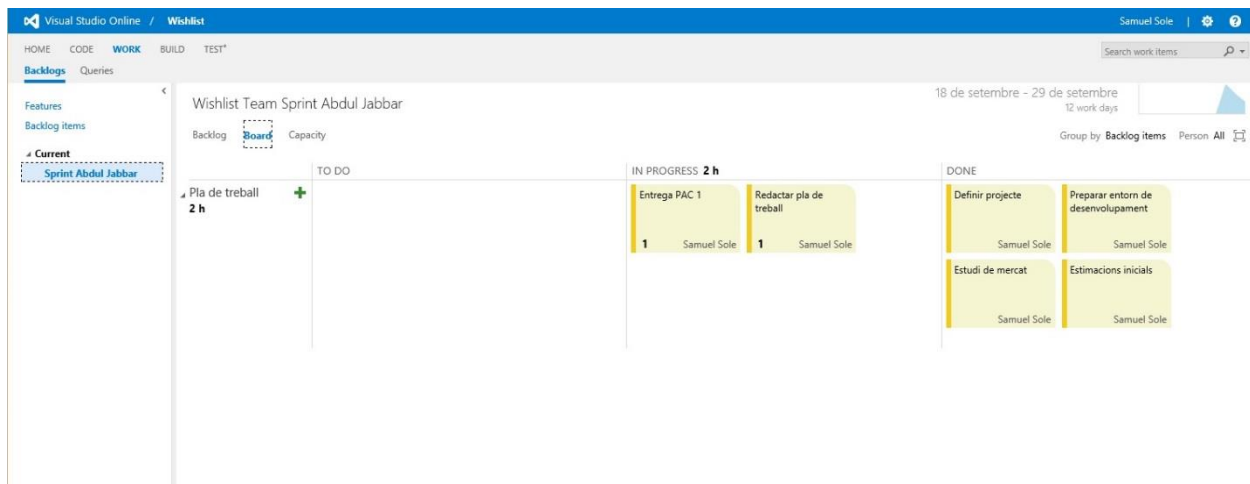 Visual Studio Online / Wishlist
Samuel Sole |
HOME CODE WORK BUILD TEST*
Search work items
Backlogs Queries
Features
Backlog items
Current
Sprint Abdul Jabbar
Wishlist Team Sprint Abdul Jabbar
18 de setembre - 29 de setembre
12 work days
Backlog Board Capacity
Group by Backlog items Person All
TO DO
IN PROGRESS 2 h
DONE
Pla de treball
2 h
Entrega PAC 1
1 Samuel Sole
Redactar pla de
treball
1 Samuel Sole
Definir projecte
Samuel Sole
Preparar entorn de
desenvolupament
Samuel Sole
Estudi de mercat
Samuel Sole
Estimacions inicials
Samuel Sole